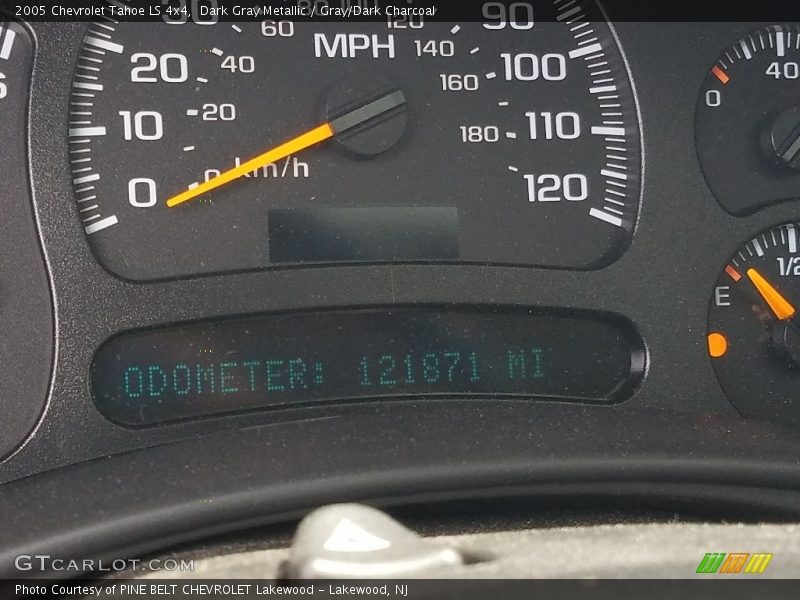 2005 Chevrolet Tahoe LS 4x4, Dark Gray Metallic / Gray/Dark Charcoal
60 80 120 90
20 40 MPH 140 100
160
10 20 180 110
0 0 km/h 120
0 40
E 1/2
ODOMETER: 121871 MI
GTCARLOT.COM
Photo Courtesy of PINE BELT CHEVROLET Lakewood - Lakewood, NJ